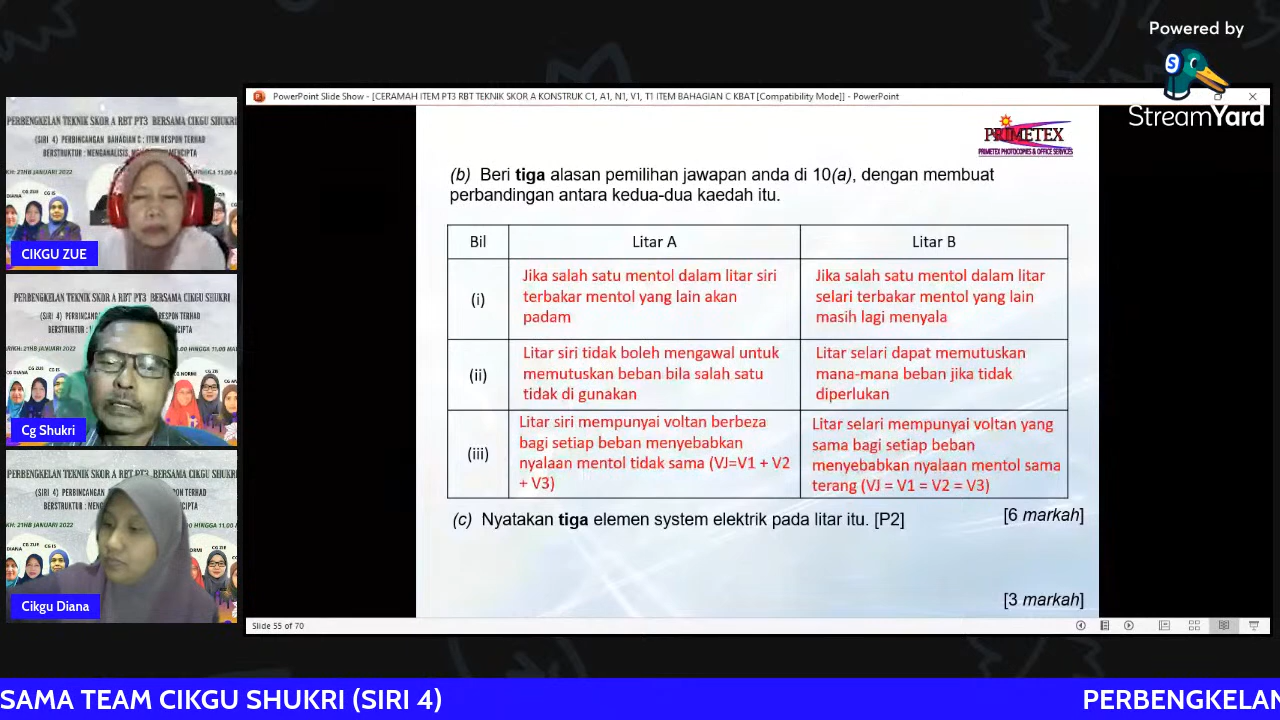 Powered by
StreamYard
PowerPoint Slide Show - [CERAMAH ITEM PT3 RBT TEKNIK SKOR A KONSTRUK C1, A1, N1, V1, T1 ITEM BAHAGIAN C KBAT [Compatibility Mode]] - PowerPoint
PRIMETEX
PRIMETEX PHOTOCOPIES & OFFICE SERVICES
(b) Beri tiga alasan pemilihan jawapan anda di 10(a), dengan membuat
perbandingan antara kedua-dua kaedah itu.
Bil
Litar A
Litar B
(i)
Jika salah satu mentol dalam litar siri
terbakar mentol yang lain akan
padam
Jika salah satu mentol dalam litar
selari terbakar mentol yang lain
masih lagi menyala
(ii)
Litar siri tidak boleh mengawal untuk
memutuskan beban bila salah satu
tidak di gunakan
Litar selari dapat memutuskan
mana-mana beban jika tidak
diperlukan
(iii)
Litar siri mempunyai voltan berbeza
bagi setiap beban menyebabkan
nyalaan mentol tidak sama (VJ=V1 + V2
+ V3)
Litar selari mempunyai voltan yang
sama bagi setiap beban
menyebabkan nyalaan mentol sama
terang (VJ = V1 = V2 = V3)
[6 markah]
(c) Nyatakan tiga elemen system elektrik pada litar itu. [P2]
[3 markah]
Slide 55 of 70
PERBENGKELAN TEKNIK SKOR A RBT PT3 BERSAMA CIKGU SHUKRI
(SIRI 4)
CIKGU ZUE
Cg Shukri
Cikgu Diana
SAMA TEAM CIKGU SHUKRI (SIRI 4)
PERBENGKELAN